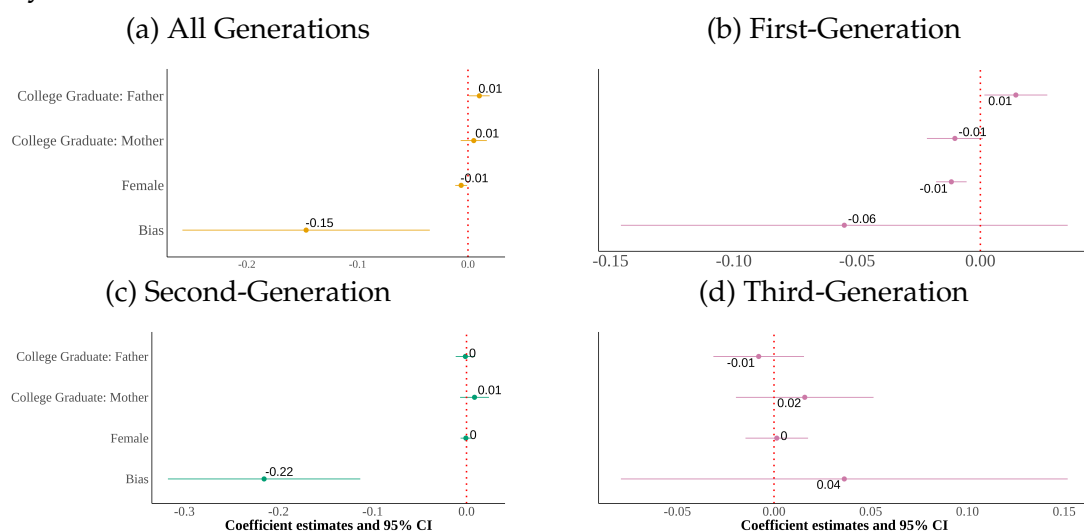 (a) All Generations
College Graduate: Father
College Graduate: Mother
Female
Bias
0.01
0.01
-0.01
-0.15
-0.2 -0.1 0.0
(b) First-Generation
0.01
-0.01
-0.01
-0.06
-0.15 -0.10 -0.05 0.00
(c) Second-Generation
College Graduate: Father
College Graduate: Mother
Female
Bias
0
0.01
0
-0.22
-0.3 -0.2 -0.1 0.0
Coefficient estimates and 95% CI
(d) Third-Generation
-0.01
0.02
0
0.04
-0.05 0.00 0.05 0.10 0.15
Coefficient estimates and 95% CI